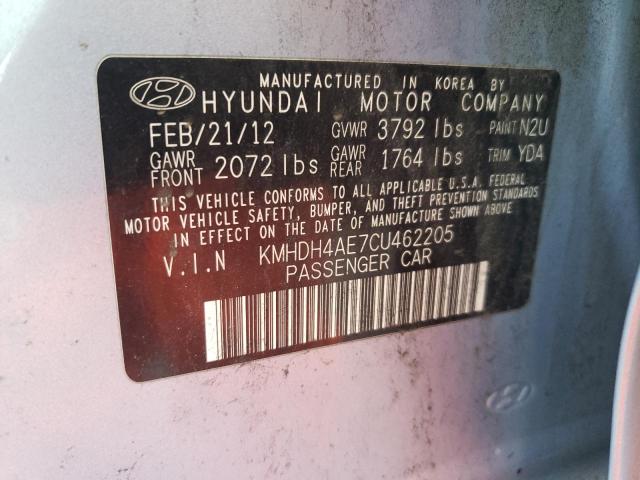 MANUFACTURED IN KOREA BY
HYUNDAI MOTOR COMPANY
FEB/21/12 GVWR 3792 lbs PAINT N2U
GAWR FRONT 2072 lbs GAWR REAR 1764 lbs TRIM YDA
THIS VEHICLE CONFORMS TO ALL APPLICABLE U.S.A. FEDERAL
MOTOR VEHICLE SAFETY, BUMPER, AND THEFT PREVENTION STANDARDS
IN EFFECT ON THE DATE OF MANUFACTURE SHOWN ABOVE.
V.I.N KMHDH4AE7CU462205
PASSENGER CAR